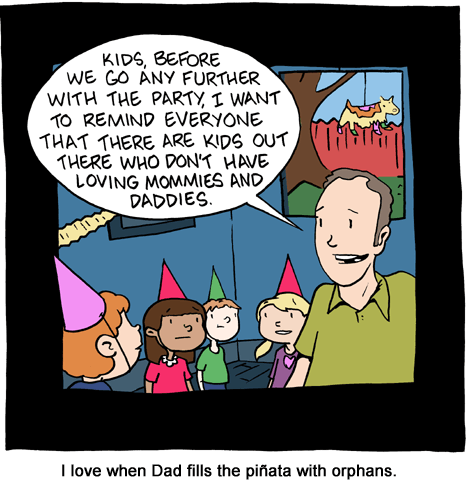 KIDS, BEFORE
WE GO ANY FURTHER
WITH THE PARTY, I WANT
TO REMIND EVERYONE
THAT THERE ARE KIDS OUT
THERE WHO DON'T HAVE
LOVING MOMMIES AND
DADDIES.
I love when Dad fills the piñata with orphans.